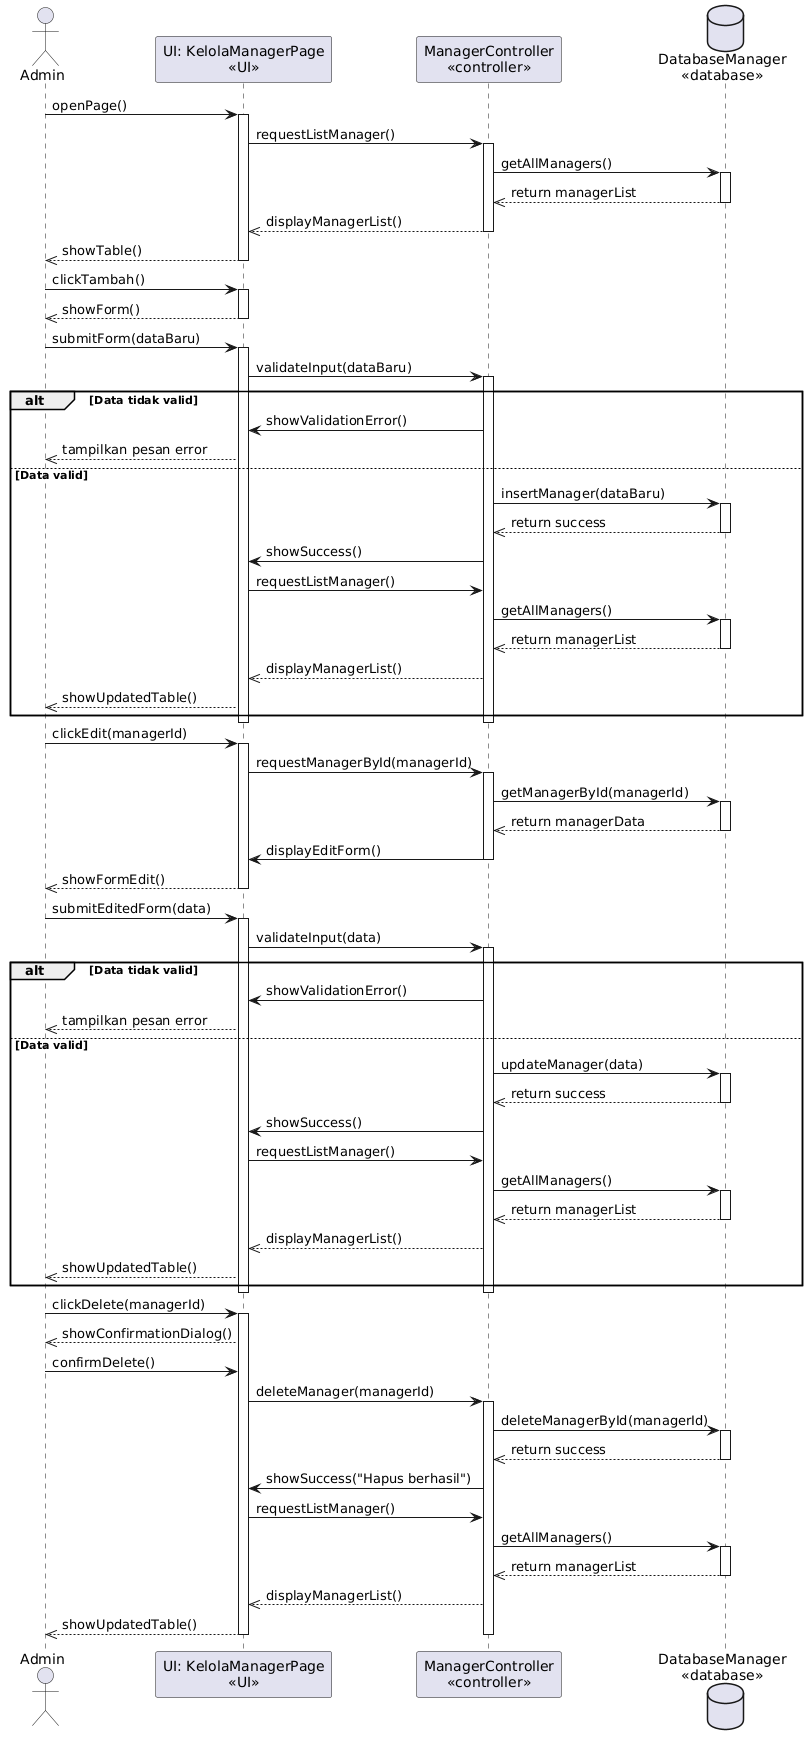 Admin
UI: KelolaManagerPage
«UI»
ManagerController
«controller»
DatabaseManager
«database»
openPage()
requestListManager()
getAllManagers()
return managerList
displayManagerList()
showTable()
clickTambah()
showForm()
submitForm(dataBaru)
validateInput(dataBaru)
alt [Data tidak valid]
showValidationError()
tampilkan pesan error
[Data valid]
insertManager(dataBaru)
return success
showSuccess()
requestListManager()
getAllManagers()
return managerList
displayManagerList()
showUpdatedTable()
clickEdit(managerId)
requestManagerById(managerId)
getManagerById(managerId)
return managerData
displayEditForm()
showFormEdit()
submitEditedForm(data)
validateInput(data)
alt [Data tidak valid]
showValidationError()
tampilkan pesan error
[Data valid]
updateManager(data)
return success
showSuccess()
requestListManager()
getAllManagers()
return managerList
displayManagerList()
showUpdatedTable()
clickDelete(managerId)
showConfirmationDialog()
confirmDelete()
deleteManager(managerId)
deleteManagerById(managerId)
return success
showSuccess("Hapus berhasil")
requestListManager()
getAllManagers()
return managerList
displayManagerList()
showUpdatedTable()
Admin
UI: KelolaManagerPage
«UI»
ManagerController
«controller»
DatabaseManager
«database»